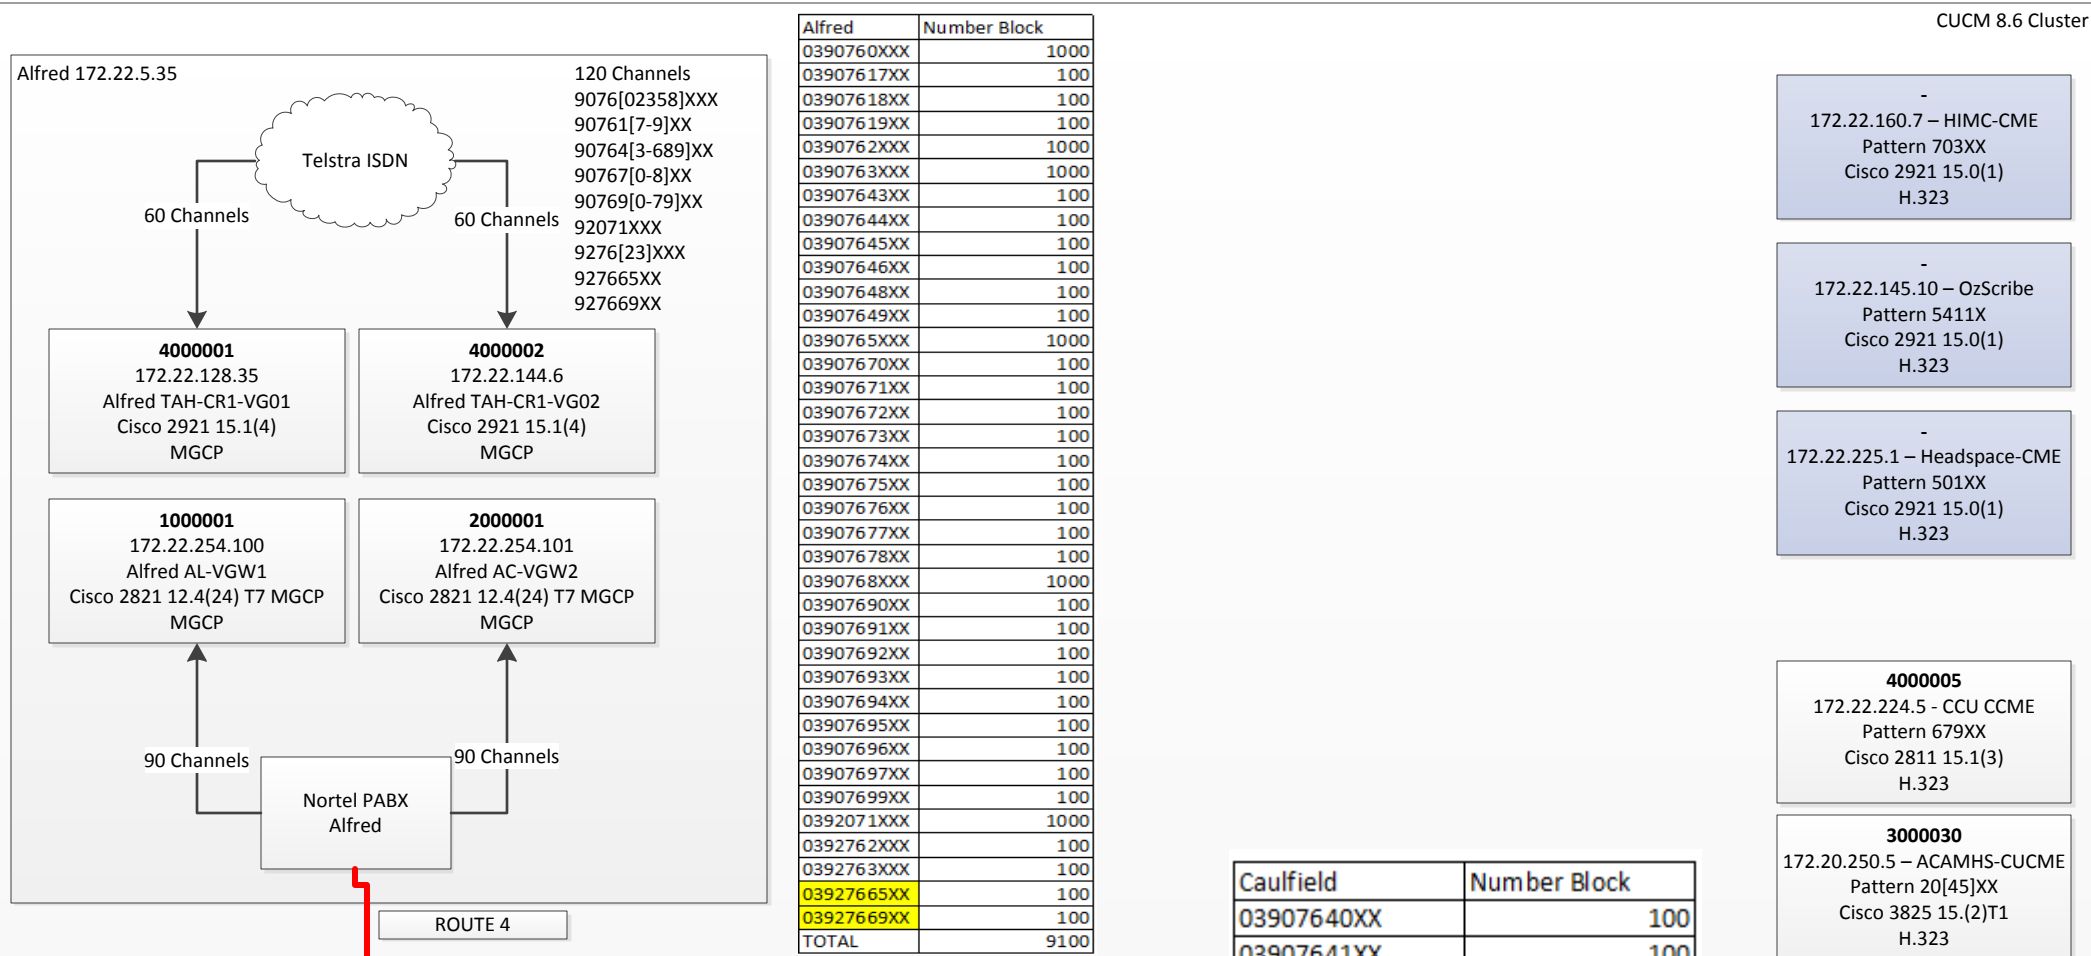 CUCM 8.6 Cluster
Alfred 172.22.5.35
Telstra ISDN
120 Channels
9076[02358]XXX
90761[7-9]XX
90764[3-689]XX
90767[0-8]XX
90769[0-79]XX
92071XXX
9276[23]XXX
927665XX
927669XX
60 Channels
60 Channels
4000001
172.22.128.35
Alfred TAH-CR1-VG01
Cisco 2921 15.1(4)
MGCP
4000002
172.22.144.6
Alfred TAH-CR1-VG02
Cisco 2921 15.1(4)
MGCP
1000001
172.22.254.100
Alfred AL-VGW1
Cisco 2821 12.4(24) T7 MGCP
MGCP
2000001
172.22.254.101
Alfred AC-VGW2
Cisco 2821 12.4(24) T7 MGCP
MGCP
90 Channels
90 Channels
Nortel PABX
Alfred
ROUTE 4
Alfred Number Block
0390760XXX 1000
03907617XX 100
03907618XX 100
03907619XX 100
0390762XXX 1000
0390763XXX 1000
03907643XX 100
03907644XX 100
03907645XX 100
03907646XX 100
03907648XX 100
03907649XX 100
0390765XXX 1000
03907670XX 100
03907671XX 100
03907672XX 100
03907673XX 100
03907674XX 100
03907675XX 100
03907676XX 100
03907677XX 100
03907678XX 100
0390768XXX 1000
03907690XX 100
03907691XX 100
03907692XX 100
03907693XX 100
03907694XX 100
03907695XX 100
03907696XX 100
03907697XX 100
03907699XX 100
0392071XXX 1000
0392762XXX 100
0392763XXX 100
03927665XX 100
03927669XX 100
TOTAL 9100
Caulfield Number Block
03907640XX 100
03907641XX 100
-
172.22.160.7 – HIMC-CME
Pattern 703XX
Cisco 2921 15.0(1)
H.323
-
172.22.145.10 – OzScribe
Pattern 5411X
Cisco 2921 15.0(1)
H.323
-
172.22.225.1 – Headspace-CME
Pattern 501XX
Cisco 2921 15.0(1)
H.323
4000005
172.22.224.5 - CCU CCME
Pattern 679XX
Cisco 2811 15.1(3)
H.323
3000030
172.20.250.5 – ACAMHS-CUCME
Pattern 20[45]XX
Cisco 3825 15.(2)T1
H.323